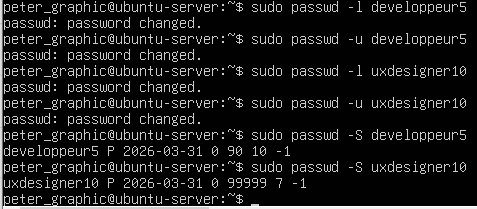 peter_graphic@ubuntu-server:~$ sudo passwd -l developpeur5
passwd: password changed.
peter_graphic@ubuntu-server:~$ sudo passwd -u developpeur5
passwd: password changed.
peter_graphic@ubuntu-server:~$ sudo passwd -l uxdesigner10
passwd: password changed.
peter_graphic@ubuntu-server:~$ sudo passwd -u uxdesigner10
passwd: password changed.
peter_graphic@ubuntu-server:~$ sudo passwd -S developpeur5
developpeur5 P 2026-03-31 0 90 10 -1
peter_graphic@ubuntu-server:~$ sudo passwd -S uxdesigner10
uxdesigner10 P 2026-03-31 0 99999 7 -1
peter_graphic@ubuntu-server:~$ _